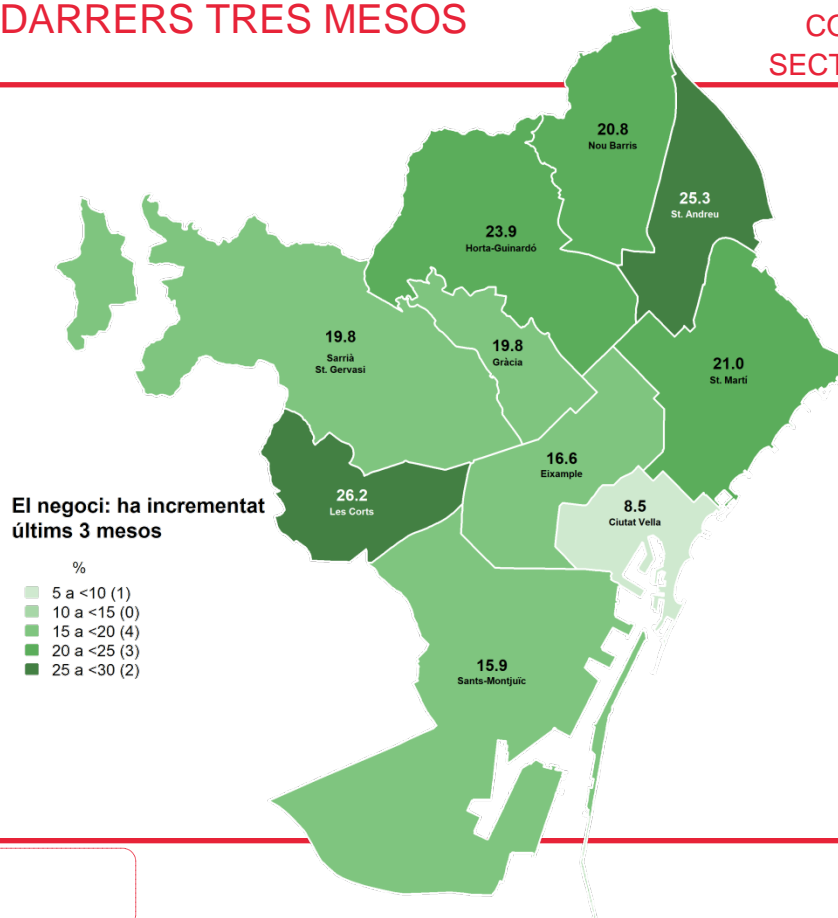 DARRERS TRES MESOS
CO
SECT
20.8
Nou Barris
25.3
St. Andreu
23.9
Horta-Guinardó
19.8
Sarrià
St. Gervasi
19.8
Gràcia
21.0
St. Martí
16.6
Eixample
26.2
Les Corts
8.5
Ciutat Vella
El negoci: ha incrementat
últims 3 mesos
%
5 a <10 (1)
10 a <15 (0)
15 a <20 (4)
20 a <25 (3)
25 a <30 (2)
15.9
Sants-Montjuïc